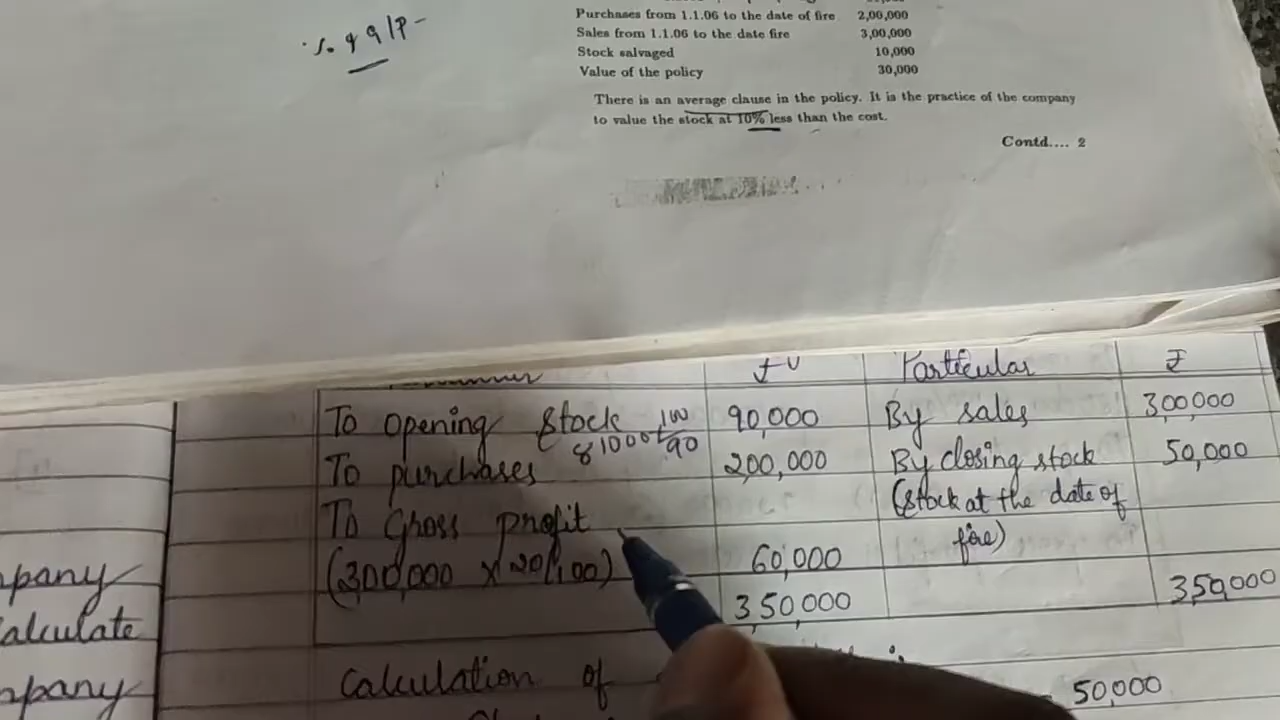 % of g/p-
Purchases from 1.1.06 to the date of fire 2,00,000
Sales from 1.1.06 to the date fire 3,00,000
Stock salvaged 10,000
Value of the policy 30,000
There is an average clause in the policy. It is the practice of the company
to value the stock at 10% less than the cost.
Contd.... 2
Particular ₹
To opening stock 81000+100/90 90,000 By sales 300,000
To purchases 200,000 By closing stock 50,000
(Stock at the date of
To Gross profit fire)
(300,000 x 20/100) 60,000
350,000 350,000
mpany
alculate
Calculation of
mpany 50,000